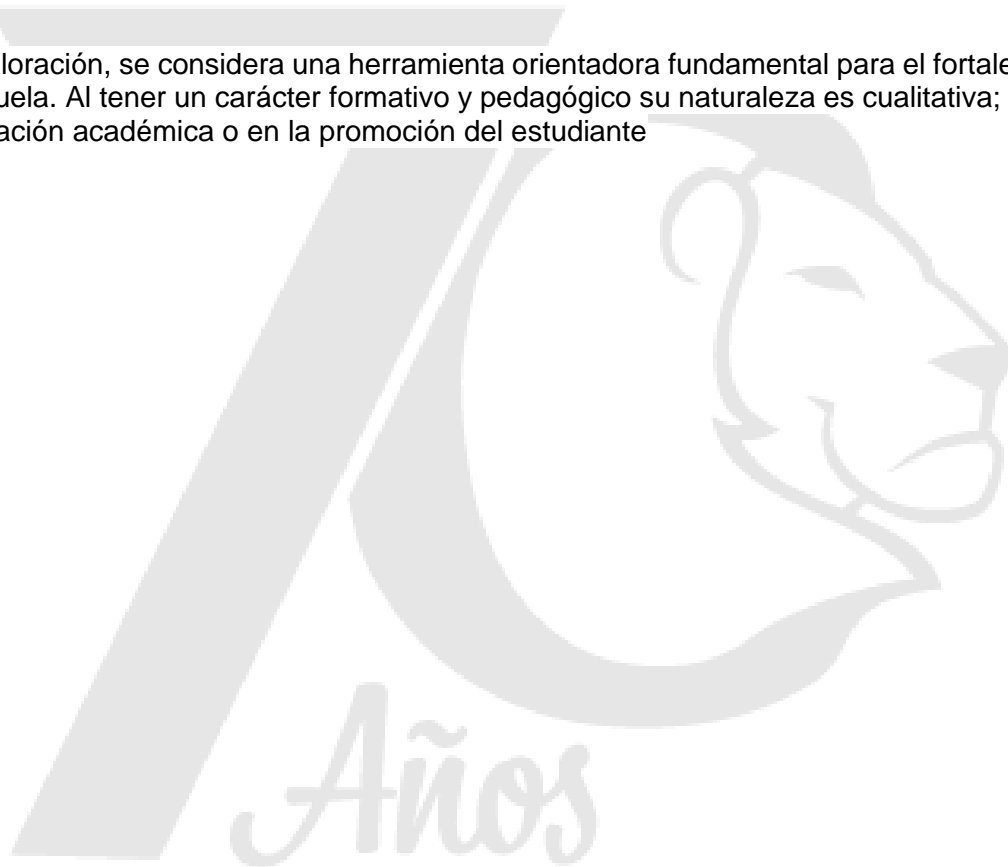 loración, se considera una herramienta orientadora fundamental para el fortale
uela. Al tener un carácter formativo y pedagógico su naturaleza es cualitativa;
ación académica o en la promoción del estudiante
7
Años